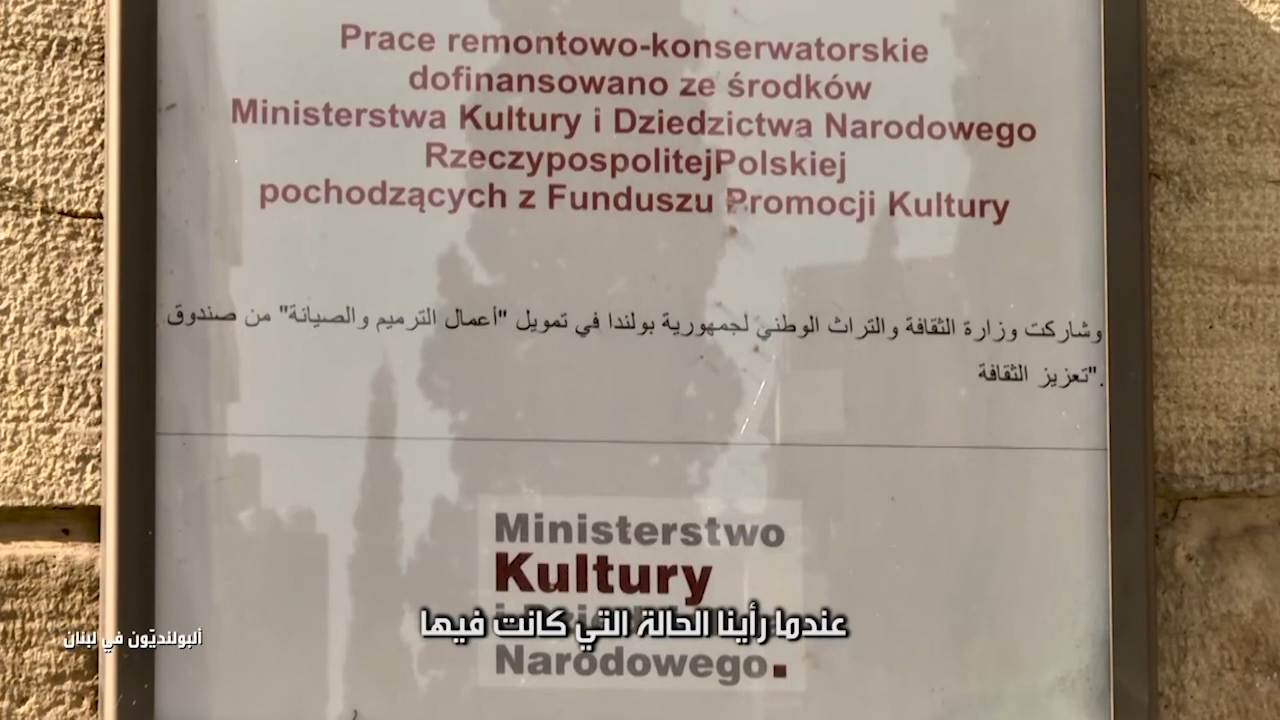 Prace remontowo-konserwatorskie
dofinansowano ze środków
Ministerstwa Kultury i Dziedzictwa Narodowego
RzeczypospolitejPolskiej
pochodzących z Funduszu Promocji Kultury
وشاركت وزارة الثقافة والتراث الوطني لجمهورية بولندا في تمويل "أعمال الترميم والصيانة" من صندوق
"تعزيز الثقافة.
Ministerstwo
Kultury
عندما رأينا الحالة التي كانت فيها
ألبولنديّون في لبنان
Narodowego.